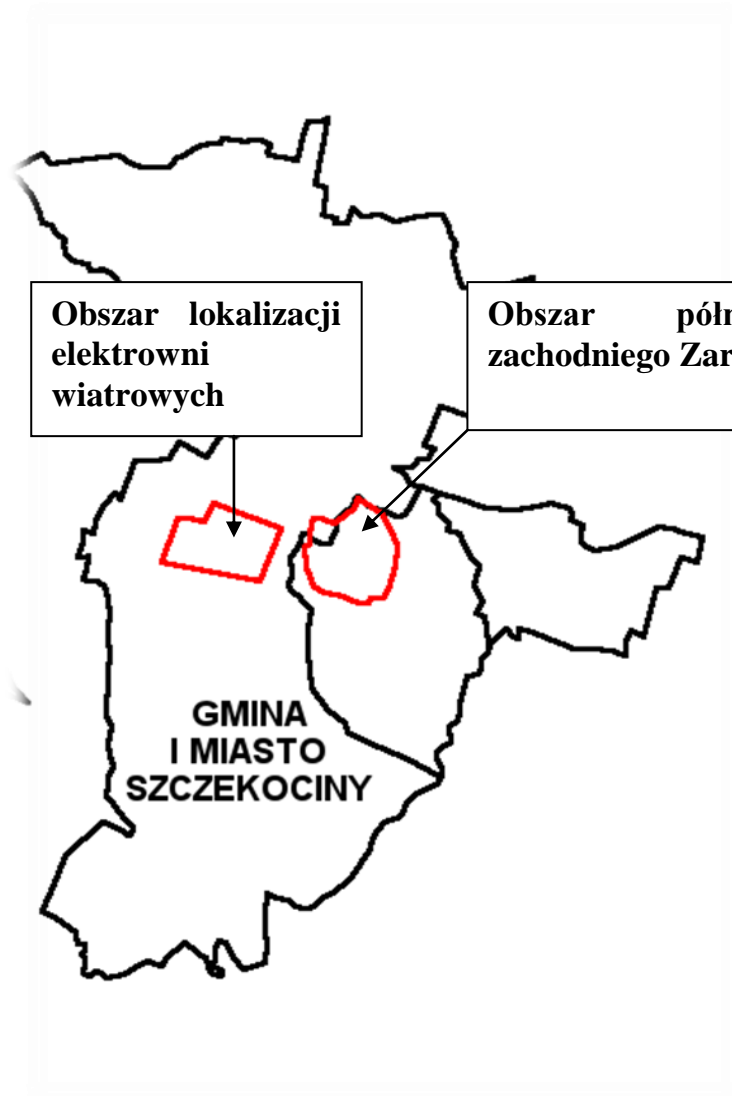 Obszar lokalizacji
elektrowni
wiatrowych
Obszar
zachodniego
GMINA
I MIASTO
SZCZEKOCINY